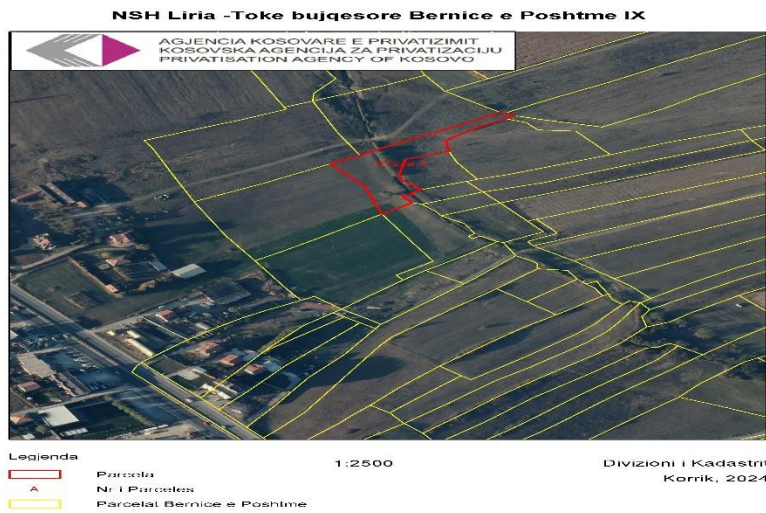 NSH Liria -Toke bujqesore Bernice e Poshtme IX
AGJENCIA KOSOVARE E PRIVATIZIMIT
KOSOVSKA AGENCIJA ZA PRIVATIZACIJU
PRIVATISATION AGENCY OF KOSOVO
Legjenda
Parcela
A Nr i Parceles
Parcelat Bernice e Poshtme
1:2500
Divizioni i Kadastrit
Korrik, 2024